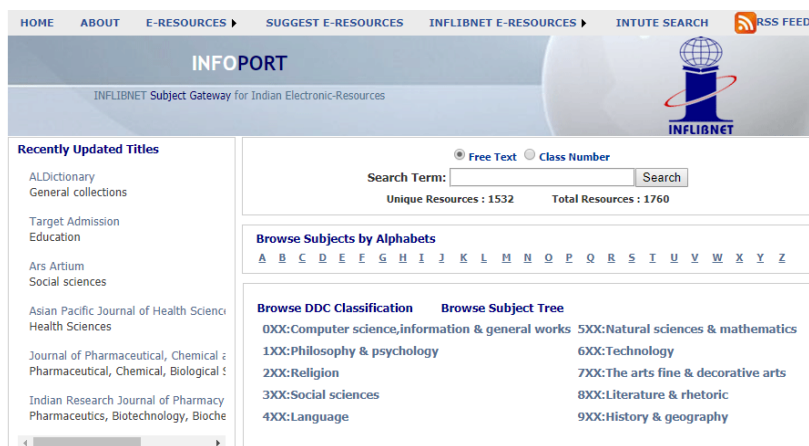 HOME ABOUT E-RESOURCES SUGGEST E-RESOURCES INFLIBNET E-RESOURCES INTUTE SEARCH RSS FEED
INFOPORT
INFLIBNET Subject Gateway for Indian Electronic-Resources
INFLIBNET
Recently Updated Titles
ALDictionary
General collections
Target Admission
Education
Ars Artium
Social sciences
Asian Pacific Journal of Health Science
Health Sciences
Journal of Pharmaceutical, Chemical
Pharmaceutical, Chemical, Biological
Indian Research Journal of Pharmacy
Pharmaceutics, Biotechnology, Bioche
Free Text Class Number
Search Term: Search
Unique Resources : 1532 Total Resources : 1760
Browse Subjects by Alphabets
A B C D E F G H I J K L M N O P Q R S T U V W X Y Z
Browse DDC Classification Browse Subject Tree
0XX:Computer science,information & general works 5XX:Natural sciences & mathematics
1XX:Philosophy & psychology 6XX:Technology
2XX:Religion 7XX:The arts fine & decorative arts
3XX:Social sciences 8XX:Literature & rhetoric
4XX:Language 9XX:History & geography